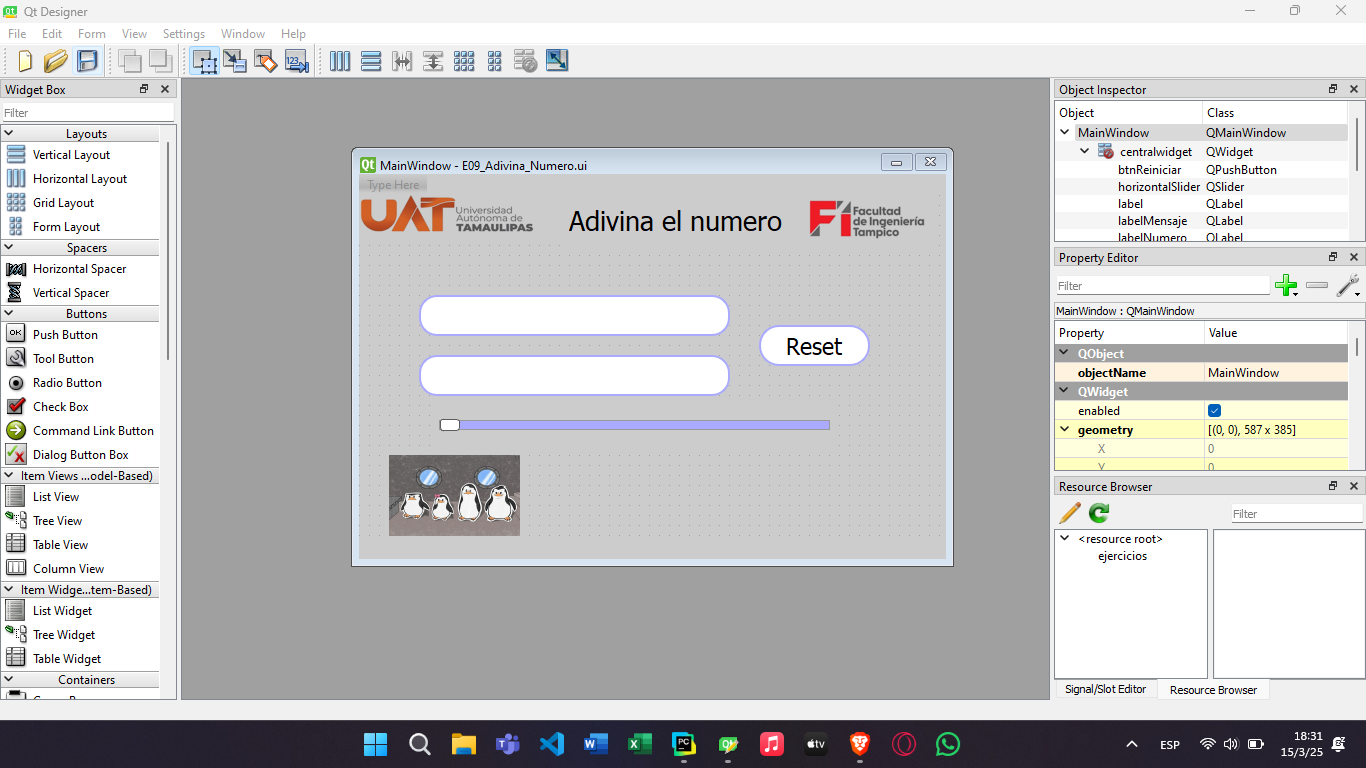 Qt Designer
File Edit Form View Settings Window Help
Widget Box
Filter
Layouts
Vertical Layout
Horizontal Layout
Grid Layout
Form Layout
Spacers
Horizontal Spacer
Vertical Spacer
Buttons
OK Push Button
Tool Button
Radio Button
Check Box
Command Link Button
Dialog Button Box
Item Views ...odel-Based)
List View
Tree View
Table View
Column View
Item Widge...tem-Based)
List Widget
Tree Widget
Table Widget
Containers
MainWindow - E09_Adivina_Numero.ui
Type Here
UAT
Universidad
Autónoma de
TAMAULIPAS
Adivina el numero
FI
Facultad
de Ingeniería
Tampico
Reset
Object Inspector
Object Class
MainWindow QMainWindow
centralwidget QWidget
btnReiniciar QPushButton
horizontalSlider QSlider
label QLabel
labelMensaje QLabel
labelNumero QLabel
Property Editor
Filter
MainWindow : QMainWindow
Property Value
QObject
objectName MainWindow
QWidget
enabled
geometry [(0, 0), 587 x 385]
X 0
Y 0
Resource Browser
Filter
<resource root>
ejercicios
Signal/Slot Editor Resource Browser
ESP
18:31
15/3/25